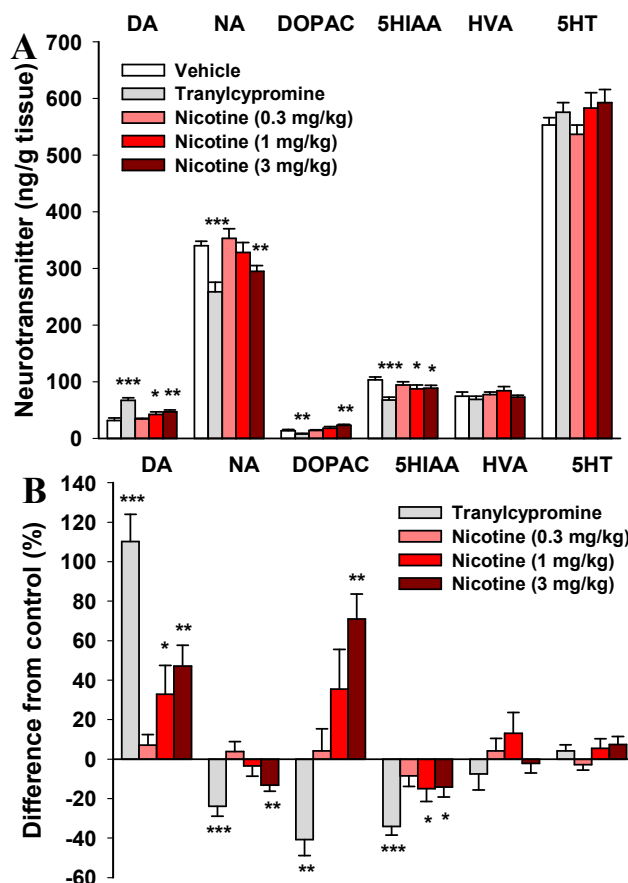 DA NA DOPAC 5HIAA HVA 5HT
A
700
600
500
400
300
200
100
0
Neurotransmitter (ng/g tissue)
Vehicle
Tranylcypromine
Nicotine (0.3 mg/kg)
Nicotine (1 mg/kg)
Nicotine (3 mg/kg)
*** * **
*** **
** **
*** * *
DA NA DOPAC 5HIAA HVA 5HT
B
140
120
100
80
60
40
20
0
-20
-40
-60
Difference from control (%)
Tranylcypromine
Nicotine (0.3 mg/kg)
Nicotine (1 mg/kg)
Nicotine (3 mg/kg)
*** * **
*** **
** **
*** * *